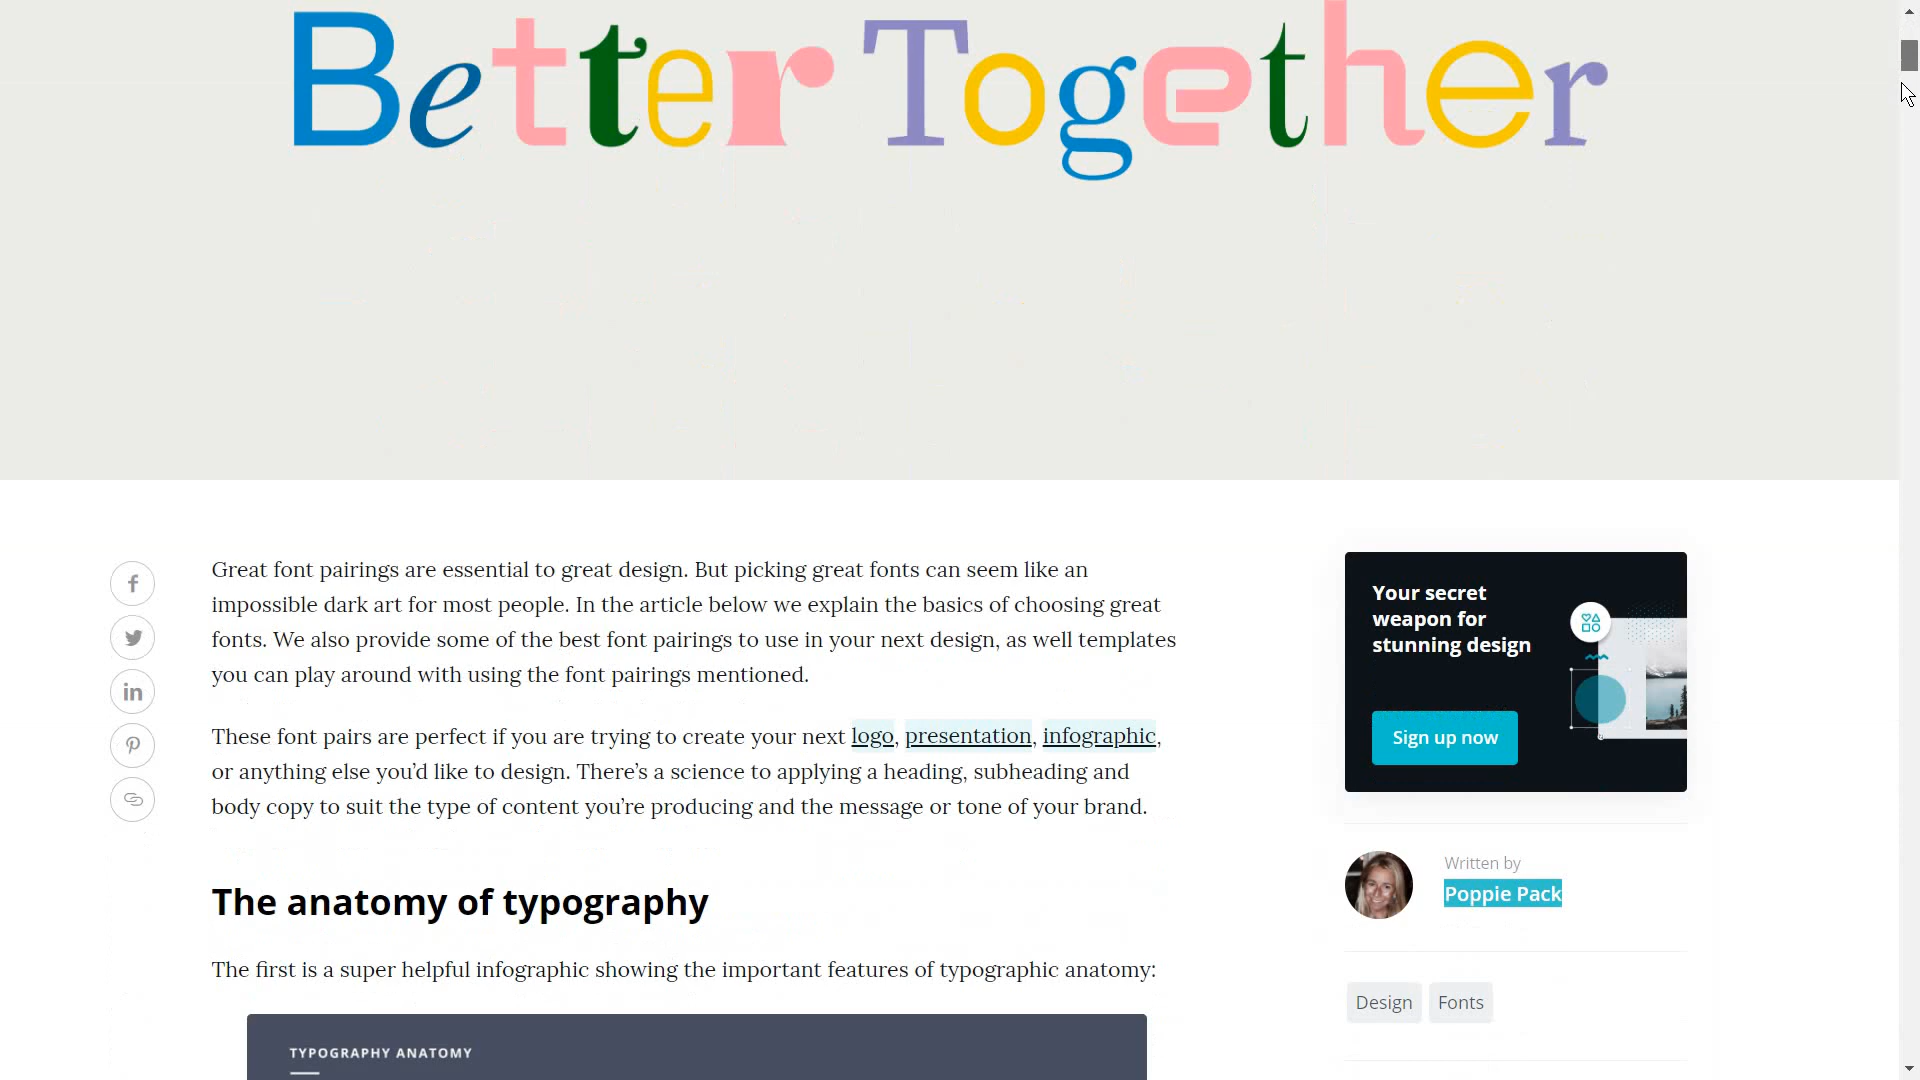 Better Together
Great font pairings are essential to great design. But picking great fonts can seem like an
impossible dark art for most people. In the article below we explain the basics of choosing great
fonts. We also provide some of the best font pairings to use in your next design, as well templates
you can play around with using the font pairings mentioned.
These font pairs are perfect if you are trying to create your next logo, presentation, infographic,
or anything else you’d like to design. There’s a science to applying a heading, subheading and
body copy to suit the type of content you’re producing and the message or tone of your brand.
The anatomy of typography
The first is a super helpful infographic showing the important features of typographic anatomy:
TYPOGRAPHY ANATOMY
Your secret
weapon for
stunning design
Sign up now
Written by
Poppie Pack
Design
Fonts